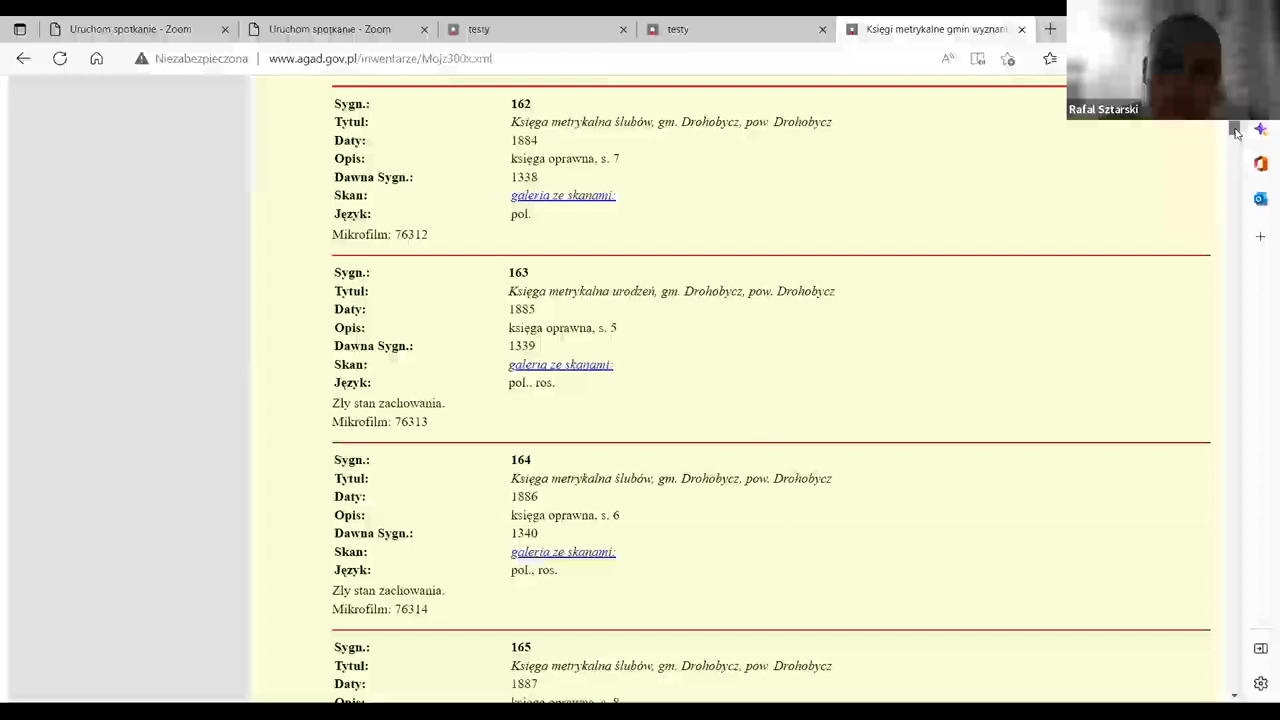 Uruchom spotkanie - Zoom
Uruchom spotkanie - Zoom
testy
testy
Księgi metrykalne gmin wyznani
Niezabezpieczona
www.agad.gov.pl/inwentarze/Mojz300x.xml
Rafal Sztarski
Sygn.: 162
Tytuł: Księga metrykalna ślubów, gm. Drohobycz, pow. Drohobycz
Daty: 1884
Opis: księga oprawna, s. 7
Dawna Sygn.: 1338
Skan: galeria ze skanami:
Język: pol.
Mikrofilm: 76312
Sygn.: 163
Tytuł: Księga metrykalna urodzeń, gm. Drohobycz, pow. Drohobycz
Daty: 1885
Opis: księga oprawna, s. 5
Dawna Sygn.: 1339
Skan: galeria ze skanami:
Język: pol., ros.
Zły stan zachowania.
Mikrofilm: 76313
Sygn.: 164
Tytuł: Księga metrykalna ślubów, gm. Drohobycz, pow. Drohobycz
Daty: 1886
Opis: księga oprawna, s. 6
Dawna Sygn.: 1340
Skan: galeria ze skanami:
Język: pol., ros.
Zły stan zachowania.
Mikrofilm: 76314
Sygn.: 165
Tytuł: Księga metrykalna ślubów, gm. Drohobycz, pow. Drohobycz
Daty: 1887
Opis: księga oprawna, s. 8